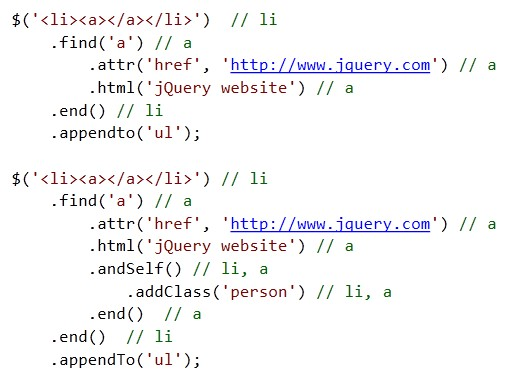 $('<li><a></a></li>')  // li
    .find('a') // a
        .attr('href', 'http://www.jquery.com') // a
        .html('jQuery website') // a
    .end() // li
    .appendto('ul');

$('<li><a></a></li>') // li
    .find('a') // a
        .attr('href', 'http://www.jquery.com') // a
        .html('jQuery website') // a
        .andSelf() // li, a
            .addClass('person') // li, a
        .end()  // a
    .end()  // li
    .appendTo('ul');